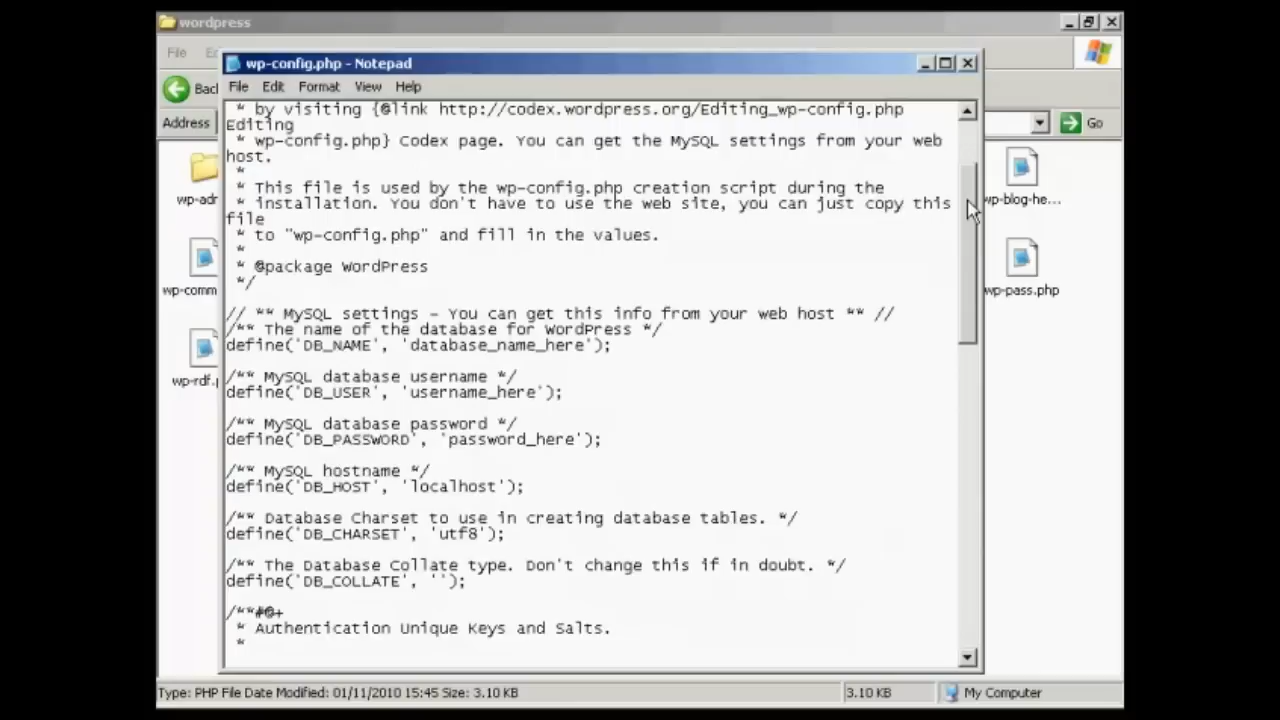 wordpress
File
wp-config.php - Notepad
Back
File Edit Format View Help
Address
Go
* by visiting {@link http://codex.wordpress.org/Editing_wp-config.php
Editing
* wp-config.php} Codex page. You can get the MySQL settings from your web
host.
*
* This file is used by the wp-config.php creation script during the
* installation. You don't have to use the web site, you can just copy this
file
* to "wp-config.php" and fill in the values.
*
* @package WordPress
*/
// ** MySQL settings - You can get this info from your web host ** //
/** The name of the database for WordPress */
define('DB_NAME', 'database_name_here');
/** MySQL database username */
define('DB_USER', 'username_here');
/** MySQL database password */
define('DB_PASSWORD', 'password_here');
/** MySQL hostname */
define('DB_HOST', 'localhost');
/** Database Charset to use in creating database tables. */
define('DB_CHARSET', 'utf8');
/** The Database Collate type. Don't change this if in doubt. */
define('DB_COLLATE', '');
/**#@+
* Authentication Unique Keys and Salts.
*
wp-adr
wp-comm
wp-rdf.
wp-blog-he...
wp-pass.php
Type: PHP File Date Modified: 01/11/2010 15:45 Size: 3.10 KB
3.10 KB
My Computer